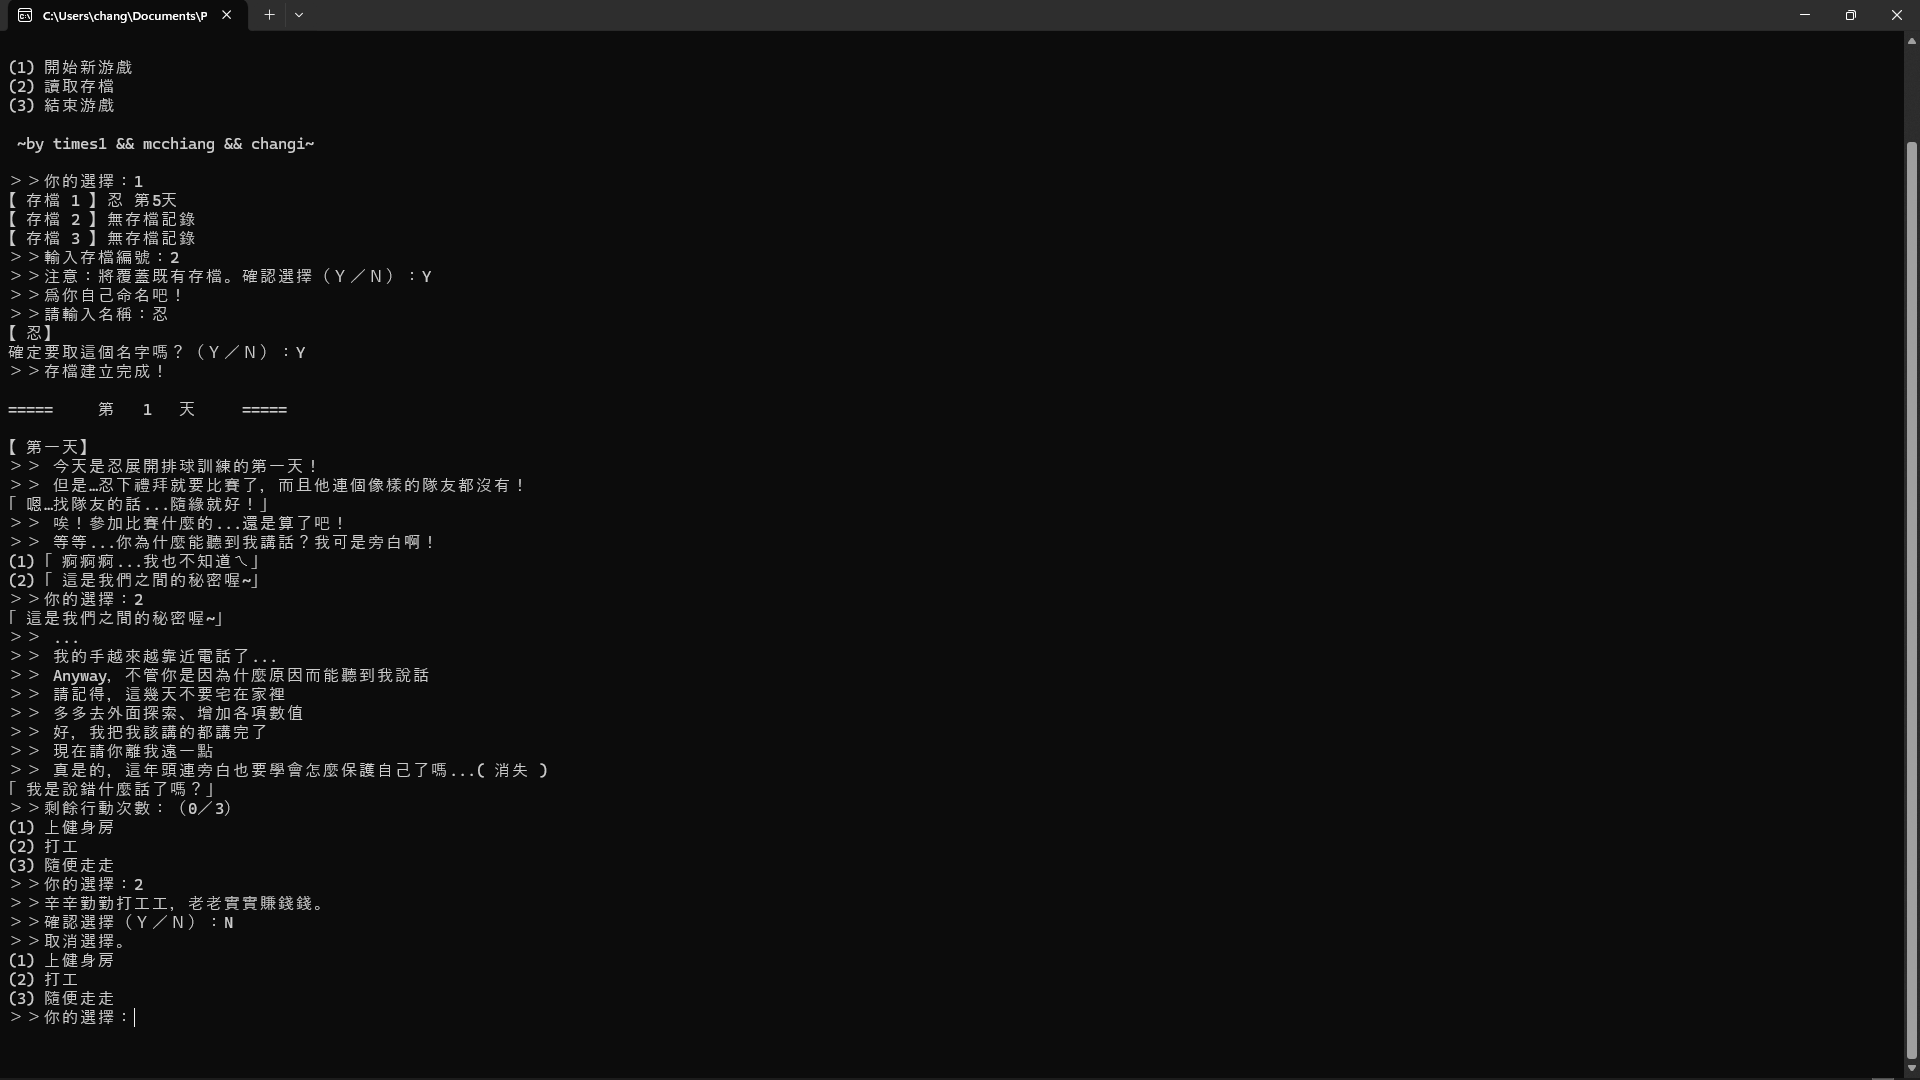 C:\Users\chang\Documents\P
(1) 開始新游戲
(2) 讀取存檔
(3) 結束游戲
~by times1 && mcchiang && changi~
>>你的選擇：1
【 存檔 1 】忍 第5天
【 存檔 2 】無存檔記錄
【 存檔 3 】無存檔記錄
>>輸入存檔編號：2
>>注意：將覆蓋既有存檔。確認選擇（Ｙ／Ｎ）：Y
>>爲你自己命名吧！
>>請輸入名稱：忍
【 忍】
確定要取這個名字嗎？（Ｙ／Ｎ）：Y
>>存檔建立完成！
===== 第 1 天 =====
【 第一天】
>> 今天是忍展開排球訓練的第一天！
>> 但是…忍下禮拜就要比賽了，而且他連個像樣的隊友都沒有！
「 嗯…找隊友的話...隨緣就好！」
>> 唉！參加比賽什麼的...還是算了吧！
>> 等等...你為什麼能聽到我講話？我可是旁白啊！
(1)「 痾痾痾...我也不知道ㄟ」
(2)「 這是我們之間的秘密喔~」
>>你的選擇：2
「 這是我們之間的秘密喔~」
>> ...
>> 我的手越來越靠近電話了...
>> Anyway，不管你是因為什麼原因而能聽到我說話
>> 請記得，這幾天不要宅在家裡
>> 多多去外面探索、增加各項數值
>> 好，我把我該講的都講完了
>> 現在請你離我遠一點
>> 真是的，這年頭連旁白也要學會怎麼保護自己了嗎...( 消失 )
「 我是說錯什麼話了嗎？」
>>剩餘行動次數：（0／3）
(1) 上健身房
(2) 打工
(3) 隨便走走
>>你的選擇：2
>>辛辛勤勤打工工，老老實實賺錢錢。
>>確認選擇（Ｙ／Ｎ）：N
>>取消選擇。
(1) 上健身房
(2) 打工
(3) 隨便走走
>>你的選擇：